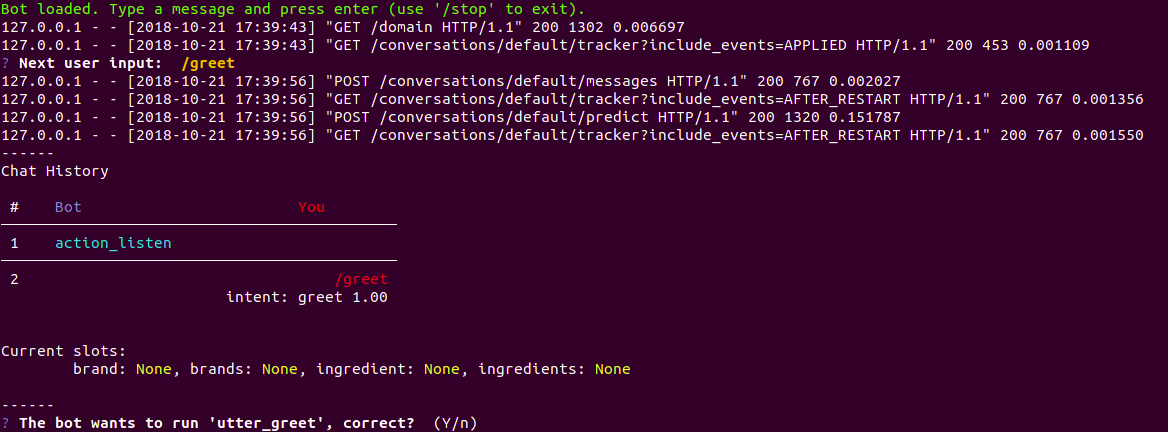 Bot loaded. Type a message and press enter (use '/stop' to exit).
127.0.0.1 - - [2018-10-21 17:39:43] "GET /domain HTTP/1.1" 200 1302 0.006697
127.0.0.1 - - [2018-10-21 17:39:43] "GET /conversations/default/tracker?include_events=APPLIED HTTP/1.1" 200 453 0.001109
? Next user input:  /greet
127.0.0.1 - - [2018-10-21 17:39:56] "POST /conversations/default/messages HTTP/1.1" 200 767 0.002027
127.0.0.1 - - [2018-10-21 17:39:56] "GET /conversations/default/tracker?include_events=AFTER_RESTART HTTP/1.1" 200 767 0.001356
127.0.0.1 - - [2018-10-21 17:39:56] "POST /conversations/default/predict HTTP/1.1" 200 1320 0.151787
127.0.0.1 - - [2018-10-21 17:39:56] "GET /conversations/default/tracker?include_events=AFTER_RESTART HTTP/1.1" 200 767 0.001550
------
Chat History
#    Bot                        You
1    action_listen
2                                   /greet
intent: greet 1.00
Current slots:
brand: None, brands: None, ingredient: None, ingredients: None
------
? The bot wants to run 'utter_greet', correct?  (Y/n)